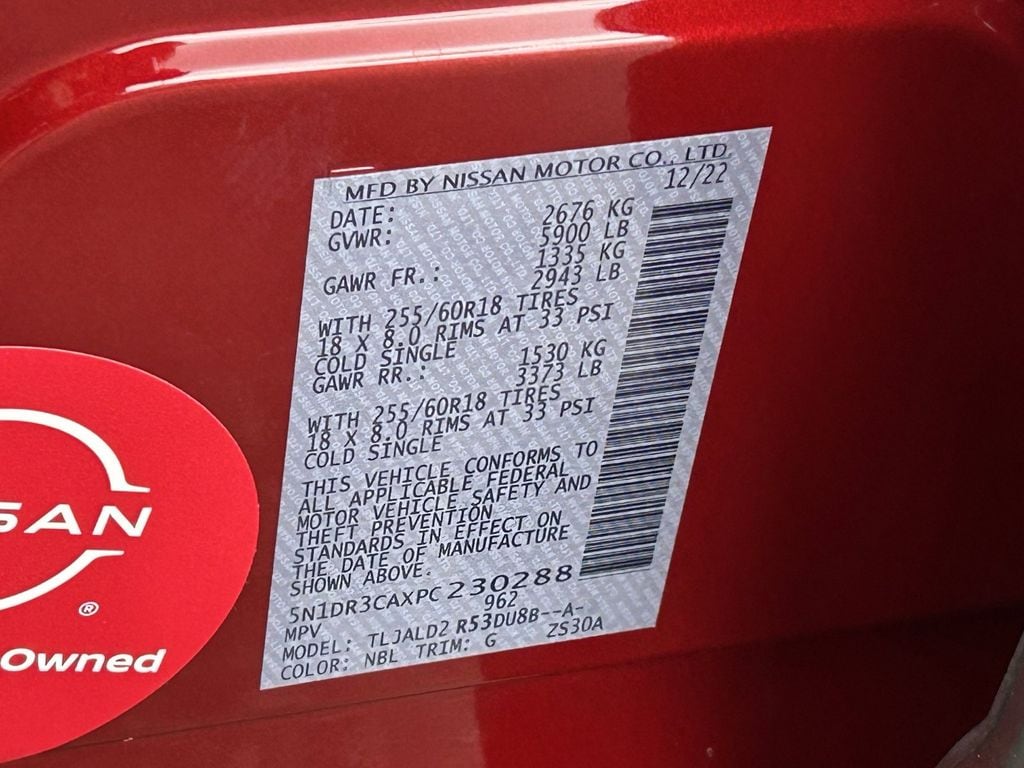 MFD BY NISSAN MOTOR CO., LTD
DATE: 12/22
GVWR: 2676 KG
5900 LB
GAWR FR.: 1335 KG
2943 LB
WITH 255/60R18 TIRES
18 X 8.0 RIMS AT 33 PSI
COLD SINGLE
GAWR RR.: 1530 KG
3373 LB
WITH 255/60R18 TIRES
18 X 8.0 RIMS AT 33 PSI
COLD SINGLE
THIS VEHICLE CONFORMS TO
ALL APPLICABLE FEDERAL
MOTOR VEHICLE SAFETY AND
THEFT PREVENTION
STANDARDS IN EFFECT ON
THE DATE OF MANUFACTURE
SHOWN ABOVE.
5N1DR3CAXPC230288
MPV 962
MODEL: TLJALD2 R53DU8B--A-
COLOR: NBL TRIM: G ZS30A
SSAN
®
Owned